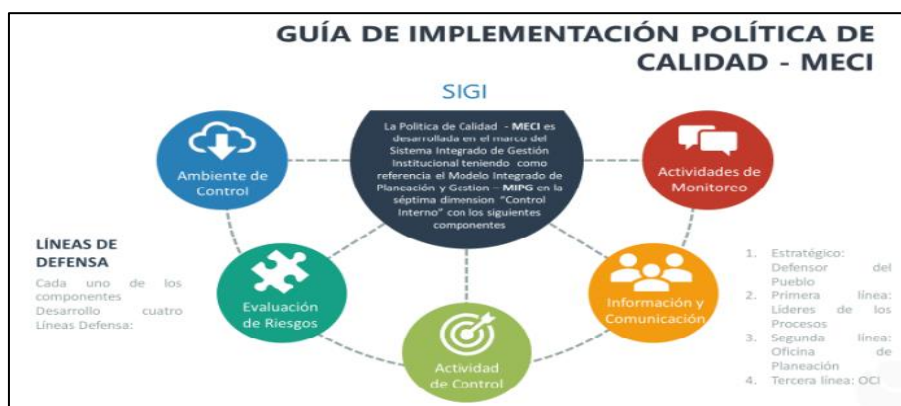 GUÍA DE IMPLEMENTACIÓN POLÍTICA DE
CALIDAD - MECI
SIGI
La Politica de Calidad - MECI es
desarrollada en el marco del
Sistema Integrado de Gestión
Institucional teniendo como
referencia el Modelo Integrado de
Planeación y Gestion – MIPG en la
séptima dimension "Control
Interno" con los siguientes
componentes
Ambiente de
Control
Evaluación
de Riesgos
Actividad
de Control
Información y
Comunicación
Actividades de
Monitoreo
LÍNEAS DE
DEFENSA
Cada uno de los
componentes
Desarrollo cuatro
Líneas Defensa:
1. Estratégico:
Defensor del
Pueblo
2. Primera línea:
Líderes de los
Procesos
3. Segunda línea:
Oficina de
Planeación
4. Tercera línea: OCI